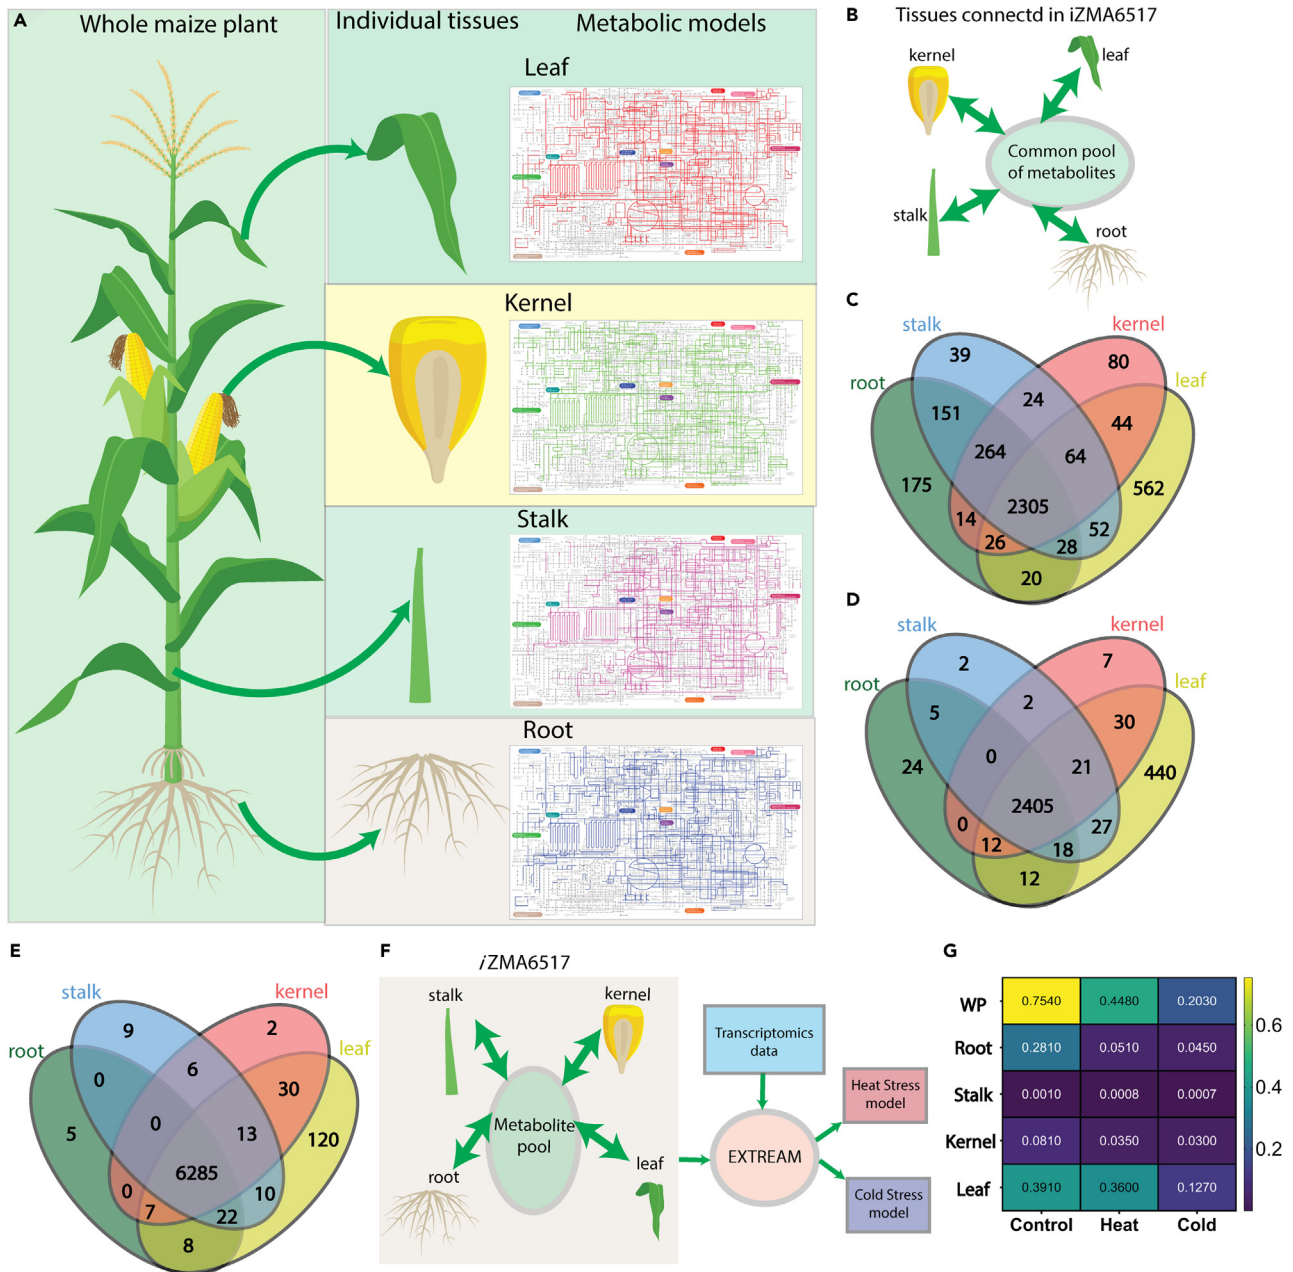 A
Whole maize plant
Individual tissues
Metabolic models
Leaf
Kernel
Stalk
Root
B
Tissues connectd in iZMA6517
kernel
leaf
Common pool
of metabolites
stalk
root
C
stalk
kernel
root
leaf
39
80
24
151
44
264
64
175
562
2305
14
52
26
28
20
D
stalk
kernel
root
leaf
2
7
2
5
30
0
21
24
440
2405
0
27
12
18
12
E
stalk
kernel
root
leaf
9
2
6
0
30
0
13
5
120
6285
0
10
7
22
8
F
iZMA6517
stalk
kernel
Metabolite
pool
root
leaf
Transcriptomics
data
EXTREAM
Heat Stress
model
Cold Stress
model
G
WP 0.7540 0.4480 0.2030
Root 0.2810 0.0510 0.0450
Stalk 0.0010 0.0008 0.0007
Kernel 0.0810 0.0350 0.0300
Leaf 0.3910 0.3600 0.1270
Control Heat Cold
0.6
0.4
0.2